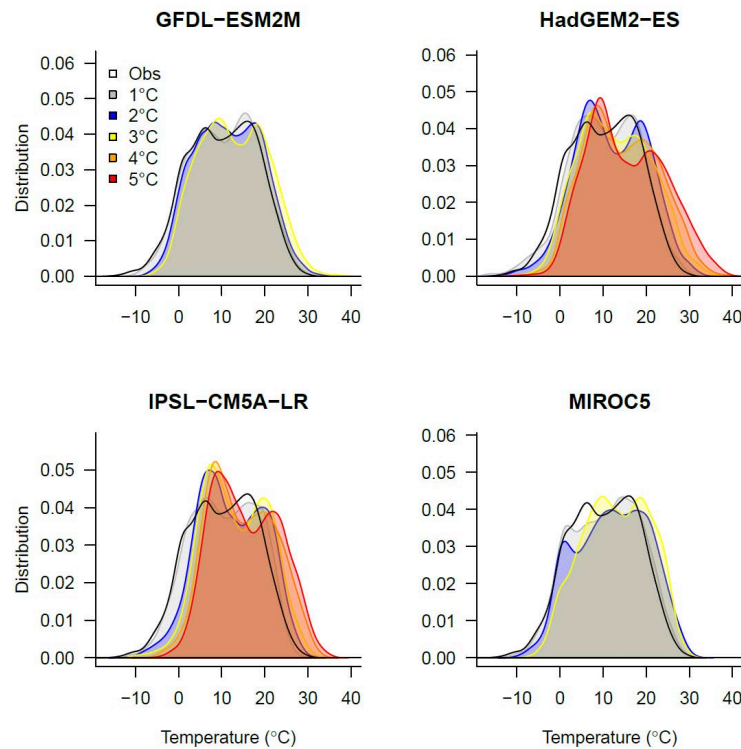 GFDL−ESM2M
HadGEM2−ES
Distribution
0.06
0.05
0.04
0.03
0.02
0.01
0.00
Obs
1°C
2°C
3°C
4°C
5°C
−10 0 10 20 30 40
0.06
0.05
0.04
0.03
0.02
0.01
0.00
−10 0 10 20 30 40
IPSL−CM5A−LR
MIROC5
Distribution
0.05
0.04
0.03
0.02
0.01
0.00
−10 0 10 20 30 40
Temperature (°C)
0.06
0.05
0.04
0.03
0.02
0.01
0.00
−10 0 10 20 30 40
Temperature (°C)